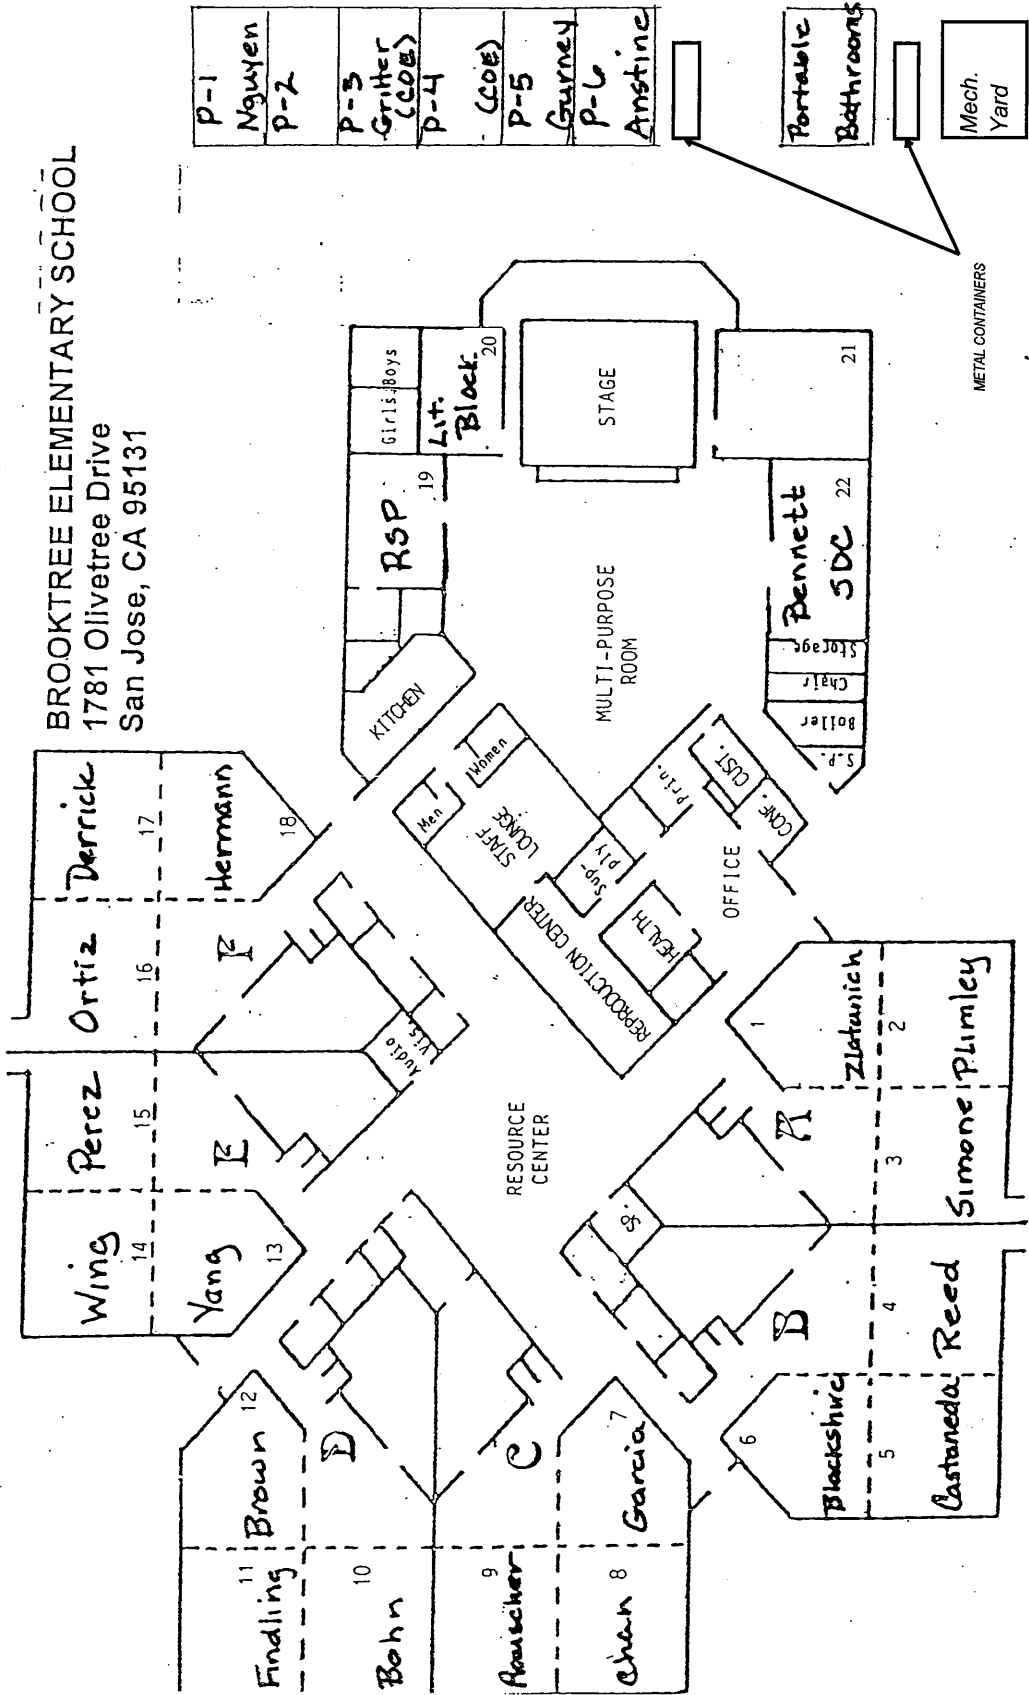 BROOKTREE ELEMENTARY SCHOOL
1781 Olivetree Drive
San Jose, CA 95131
P-1
Nguyen
P-2
P-3
Gritter
(COE)
P-4
(COE)
P-5
Gurney
P-6
Anstine
Portable
Bathrooms
Mech.
Yard
METAL CONTAINERS
Girls
Boys
Lit.
Block
20
RSP
19
STAGE
21
Bennett
SDC
22
Storage
Chair
Boiler
S.P.
MULTI-PURPOSE
ROOM
KITCHEN
Women
Men
STAFF
LOUNGE
Sup-
ply
Prin.
CUST.
CONF.
OFFICE
HEALTH
REPRODUCTION CENTER
RESOURCE
CENTER
Audio
Vis.
Derrick
17
Hermann
18
Ortiz
16
F
Perez
15
E
Wing
14
Yang
13
Brown
12
D
Findling
11
Bohn
10
Rauscher
9
C
Chan
8
Garcia
7
Blackshire
6
Castaneda
5
B
Reed
4
Simone
3
A
Plimley
2
Zlatunich
1